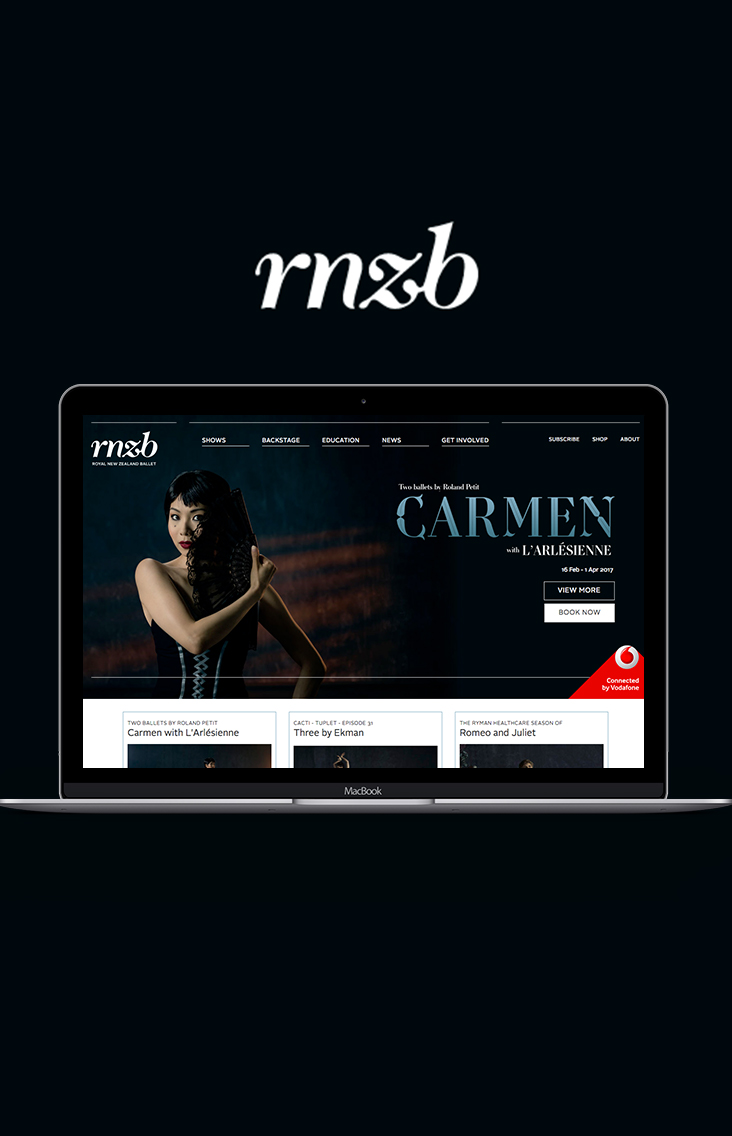 rnzb
rnzb
ROYAL NEW ZEALAND BALLET
SHOWS
BACKSTAGE
EDUCATION
NEWS
GET INVOLVED
SUBSCRIBE
SHOP
ABOUT
Two ballets by Roland Petit
CARMEN
with L'ARLÉSIENNE
16 Feb - 1 Apr 2017
VIEW MORE
BOOK NOW
Connected
by Vodafone
TWO BALLETS BY ROLAND PETIT
Carmen with L'Arlésienne
CACTI - TUPLET - EPISODE 31
Three by Ekman
THE RYMAN HEALTHCARE SEASON OF
Romeo and Juliet
MacBook